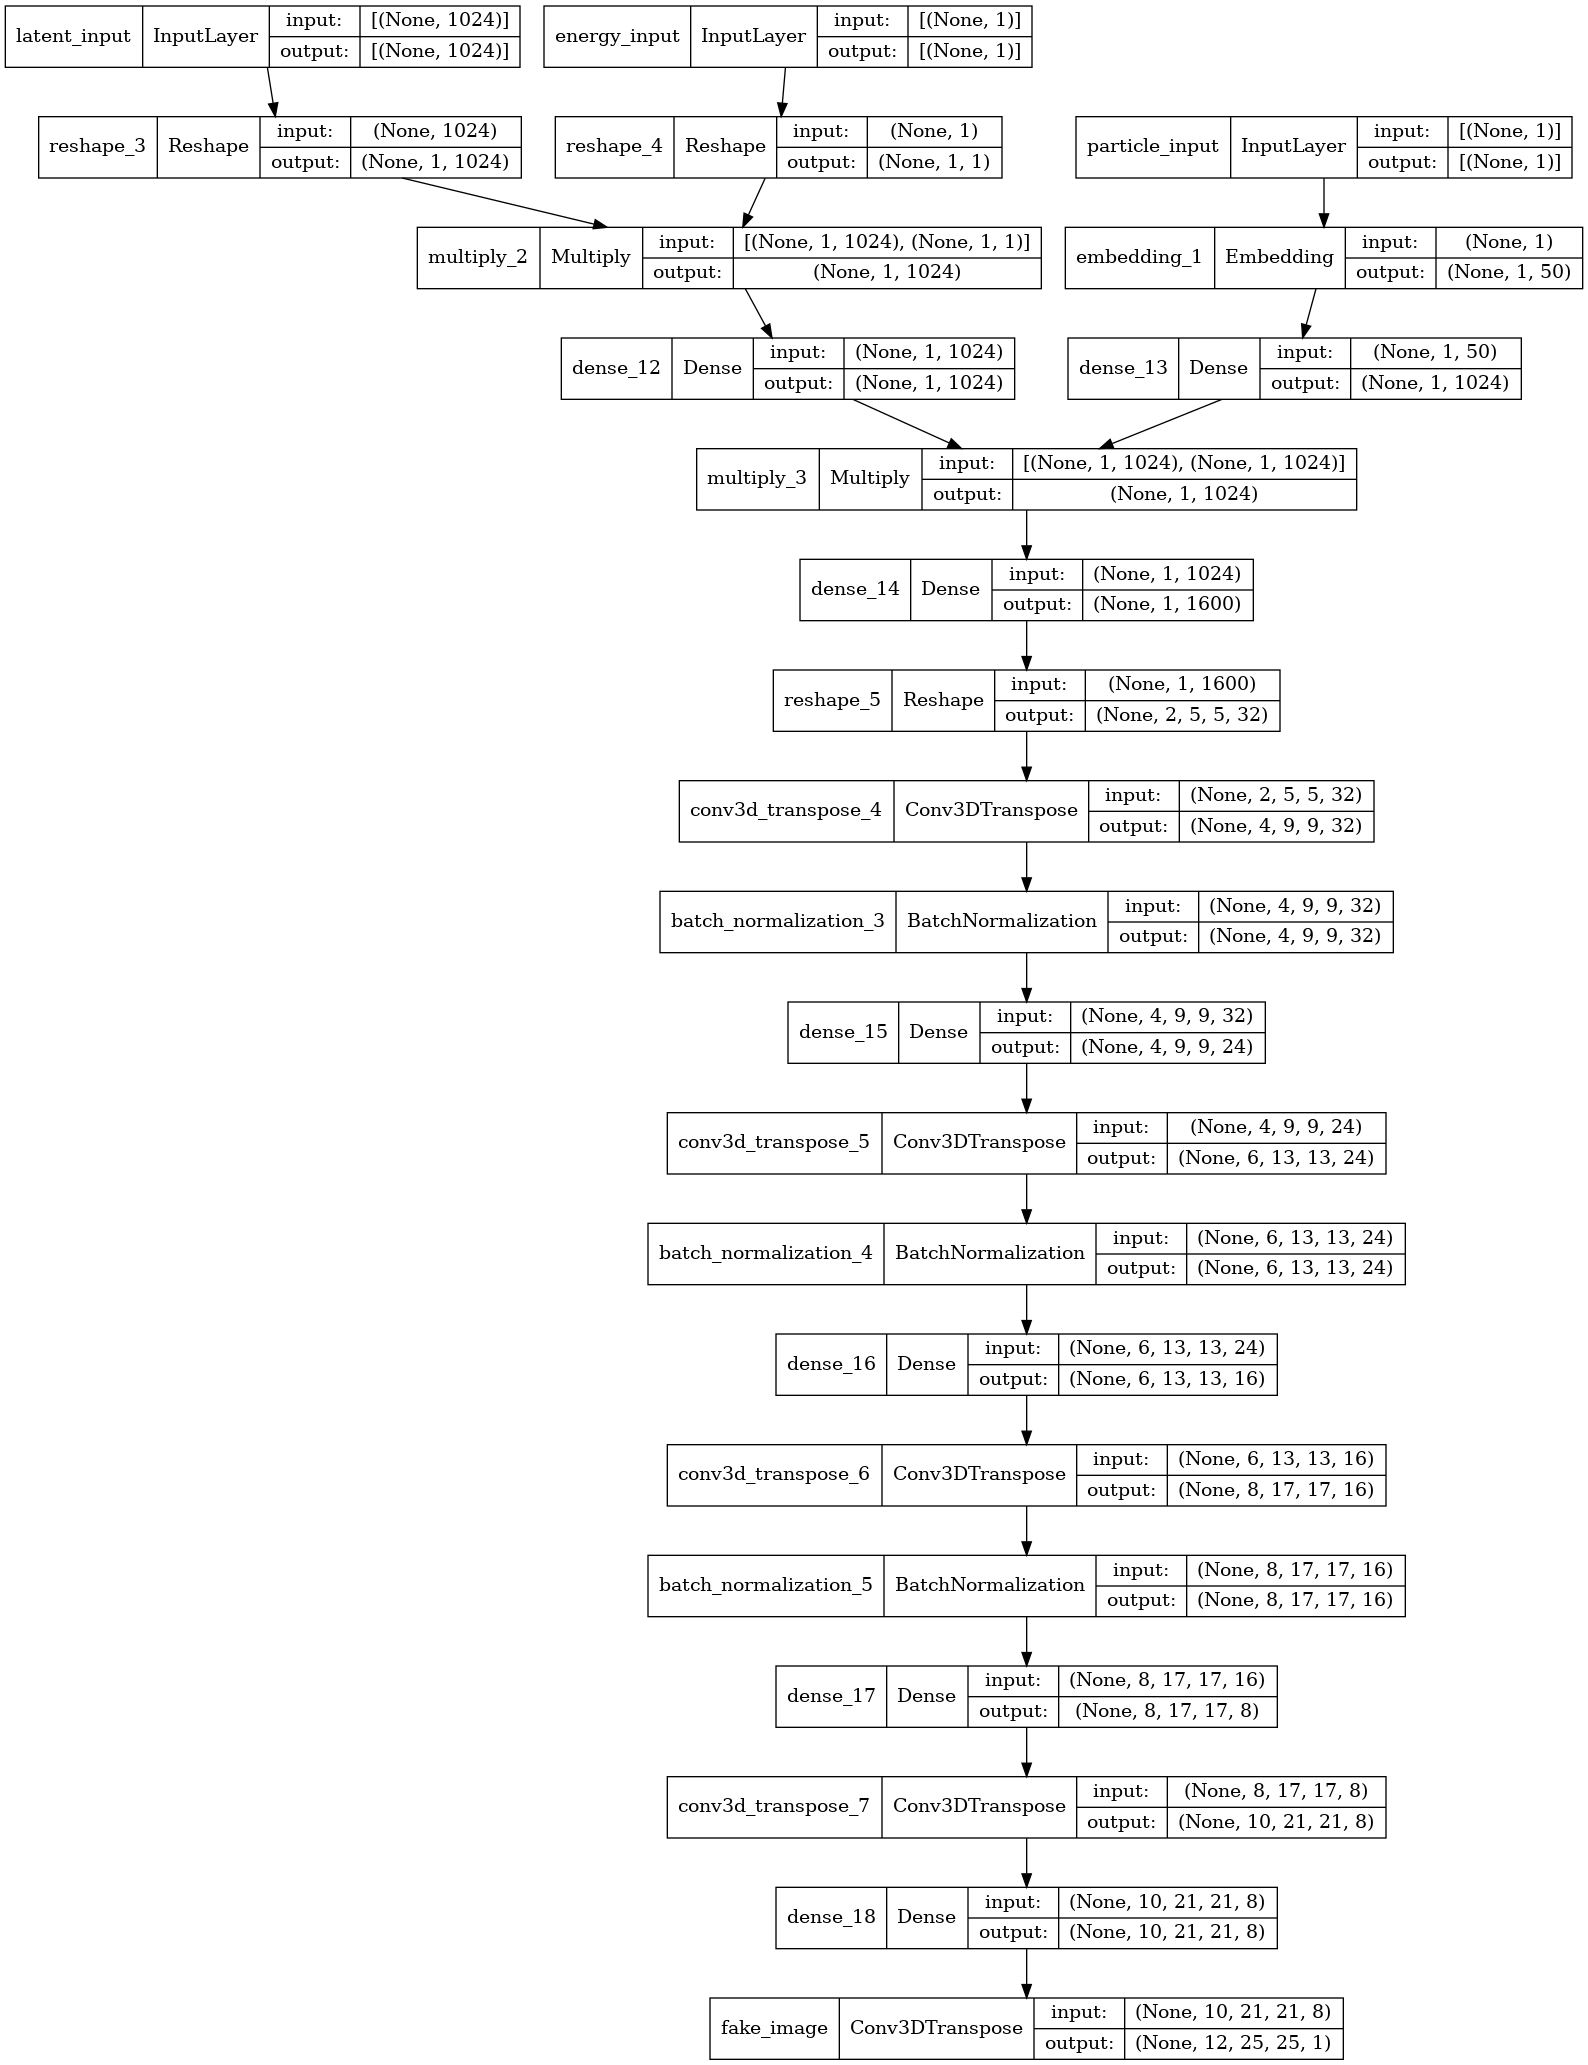 latent_input InputLayer input: [(None, 1024)]
output: [(None, 1024)]
energy_input InputLayer input: [(None, 1)]
output: [(None, 1)]
reshape_3 Reshape input: (None, 1024)
output: (None, 1, 1024)
reshape_4 Reshape input: (None, 1)
output: (None, 1, 1)
particle_input InputLayer input: [(None, 1)]
output: [(None, 1)]
multiply_2 Multiply input: [(None, 1, 1024), (None, 1, 1)]
output: (None, 1, 1024)
embedding_1 Embedding input: (None, 1)
output: (None, 1, 50)
dense_12 Dense input: (None, 1, 1024)
output: (None, 1, 1024)
dense_13 Dense input: (None, 1, 50)
output: (None, 1, 1024)
multiply_3 Multiply input: [(None, 1, 1024), (None, 1, 1024)]
output: (None, 1, 1024)
dense_14 Dense input: (None, 1, 1024)
output: (None, 1, 1600)
reshape_5 Reshape input: (None, 1, 1600)
output: (None, 2, 5, 5, 32)
conv3d_transpose_4 Conv3DTranspose input: (None, 2, 5, 5, 32)
output: (None, 4, 9, 9, 32)
batch_normalization_3 BatchNormalization input: (None, 4, 9, 9, 32)
output: (None, 4, 9, 9, 32)
dense_15 Dense input: (None, 4, 9, 9, 32)
output: (None, 4, 9, 9, 24)
conv3d_transpose_5 Conv3DTranspose input: (None, 4, 9, 9, 24)
output: (None, 6, 13, 13, 24)
batch_normalization_4 BatchNormalization input: (None, 6, 13, 13, 24)
output: (None, 6, 13, 13, 24)
dense_16 Dense input: (None, 6, 13, 13, 24)
output: (None, 6, 13, 13, 16)
conv3d_transpose_6 Conv3DTranspose input: (None, 6, 13, 13, 16)
output: (None, 8, 17, 17, 16)
batch_normalization_5 BatchNormalization input: (None, 8, 17, 17, 16)
output: (None, 8, 17, 17, 16)
dense_17 Dense input: (None, 8, 17, 17, 16)
output: (None, 8, 17, 17, 8)
conv3d_transpose_7 Conv3DTranspose input: (None, 8, 17, 17, 8)
output: (None, 10, 21, 21, 8)
dense_18 Dense input: (None, 10, 21, 21, 8)
output: (None, 10, 21, 21, 8)
fake_image Conv3DTranspose input: (None, 10, 21, 21, 8)
output: (None, 12, 25, 25, 1)